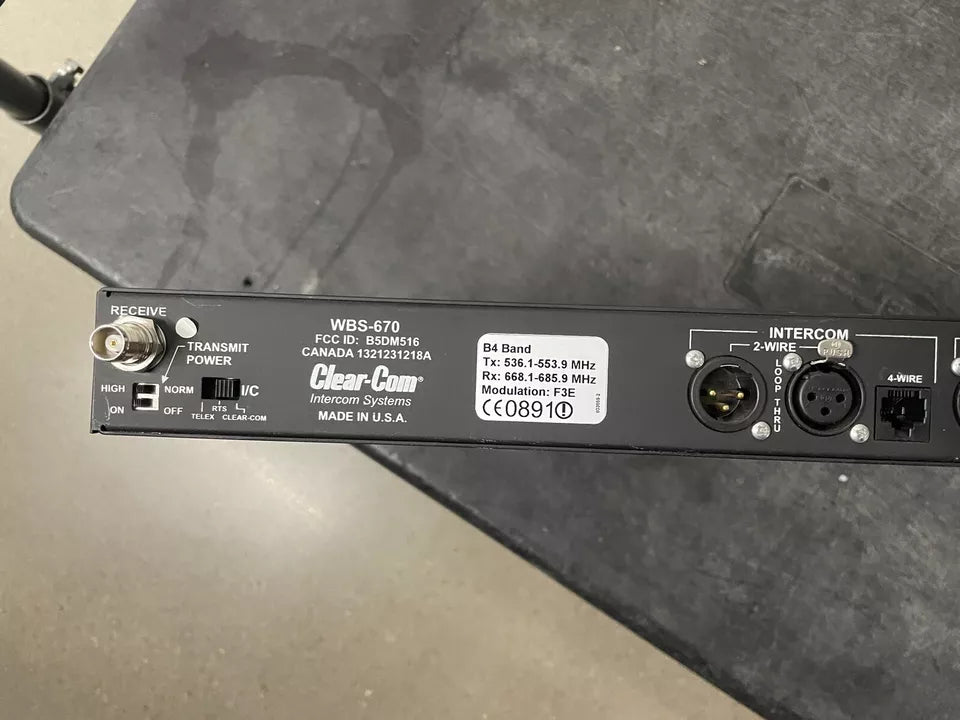 RECEIVE
TRANSMIT
POWER
HIGH
NORM
ON
OFF
I/C
TELEX
RTS
CLEAR-COM
WBS-670
FCC ID: B5DM516
CANADA 1321231218A
Clear-Com®
Intercom Systems
MADE IN U.S.A.
B4 Band
Tx: 536.1-553.9 MHz
Rx: 668.1-685.9 MHz
Modulation: F3E
CE0891
INTERCOM
2-WIRE
PUSH
LOOP THRU
4-WIRE